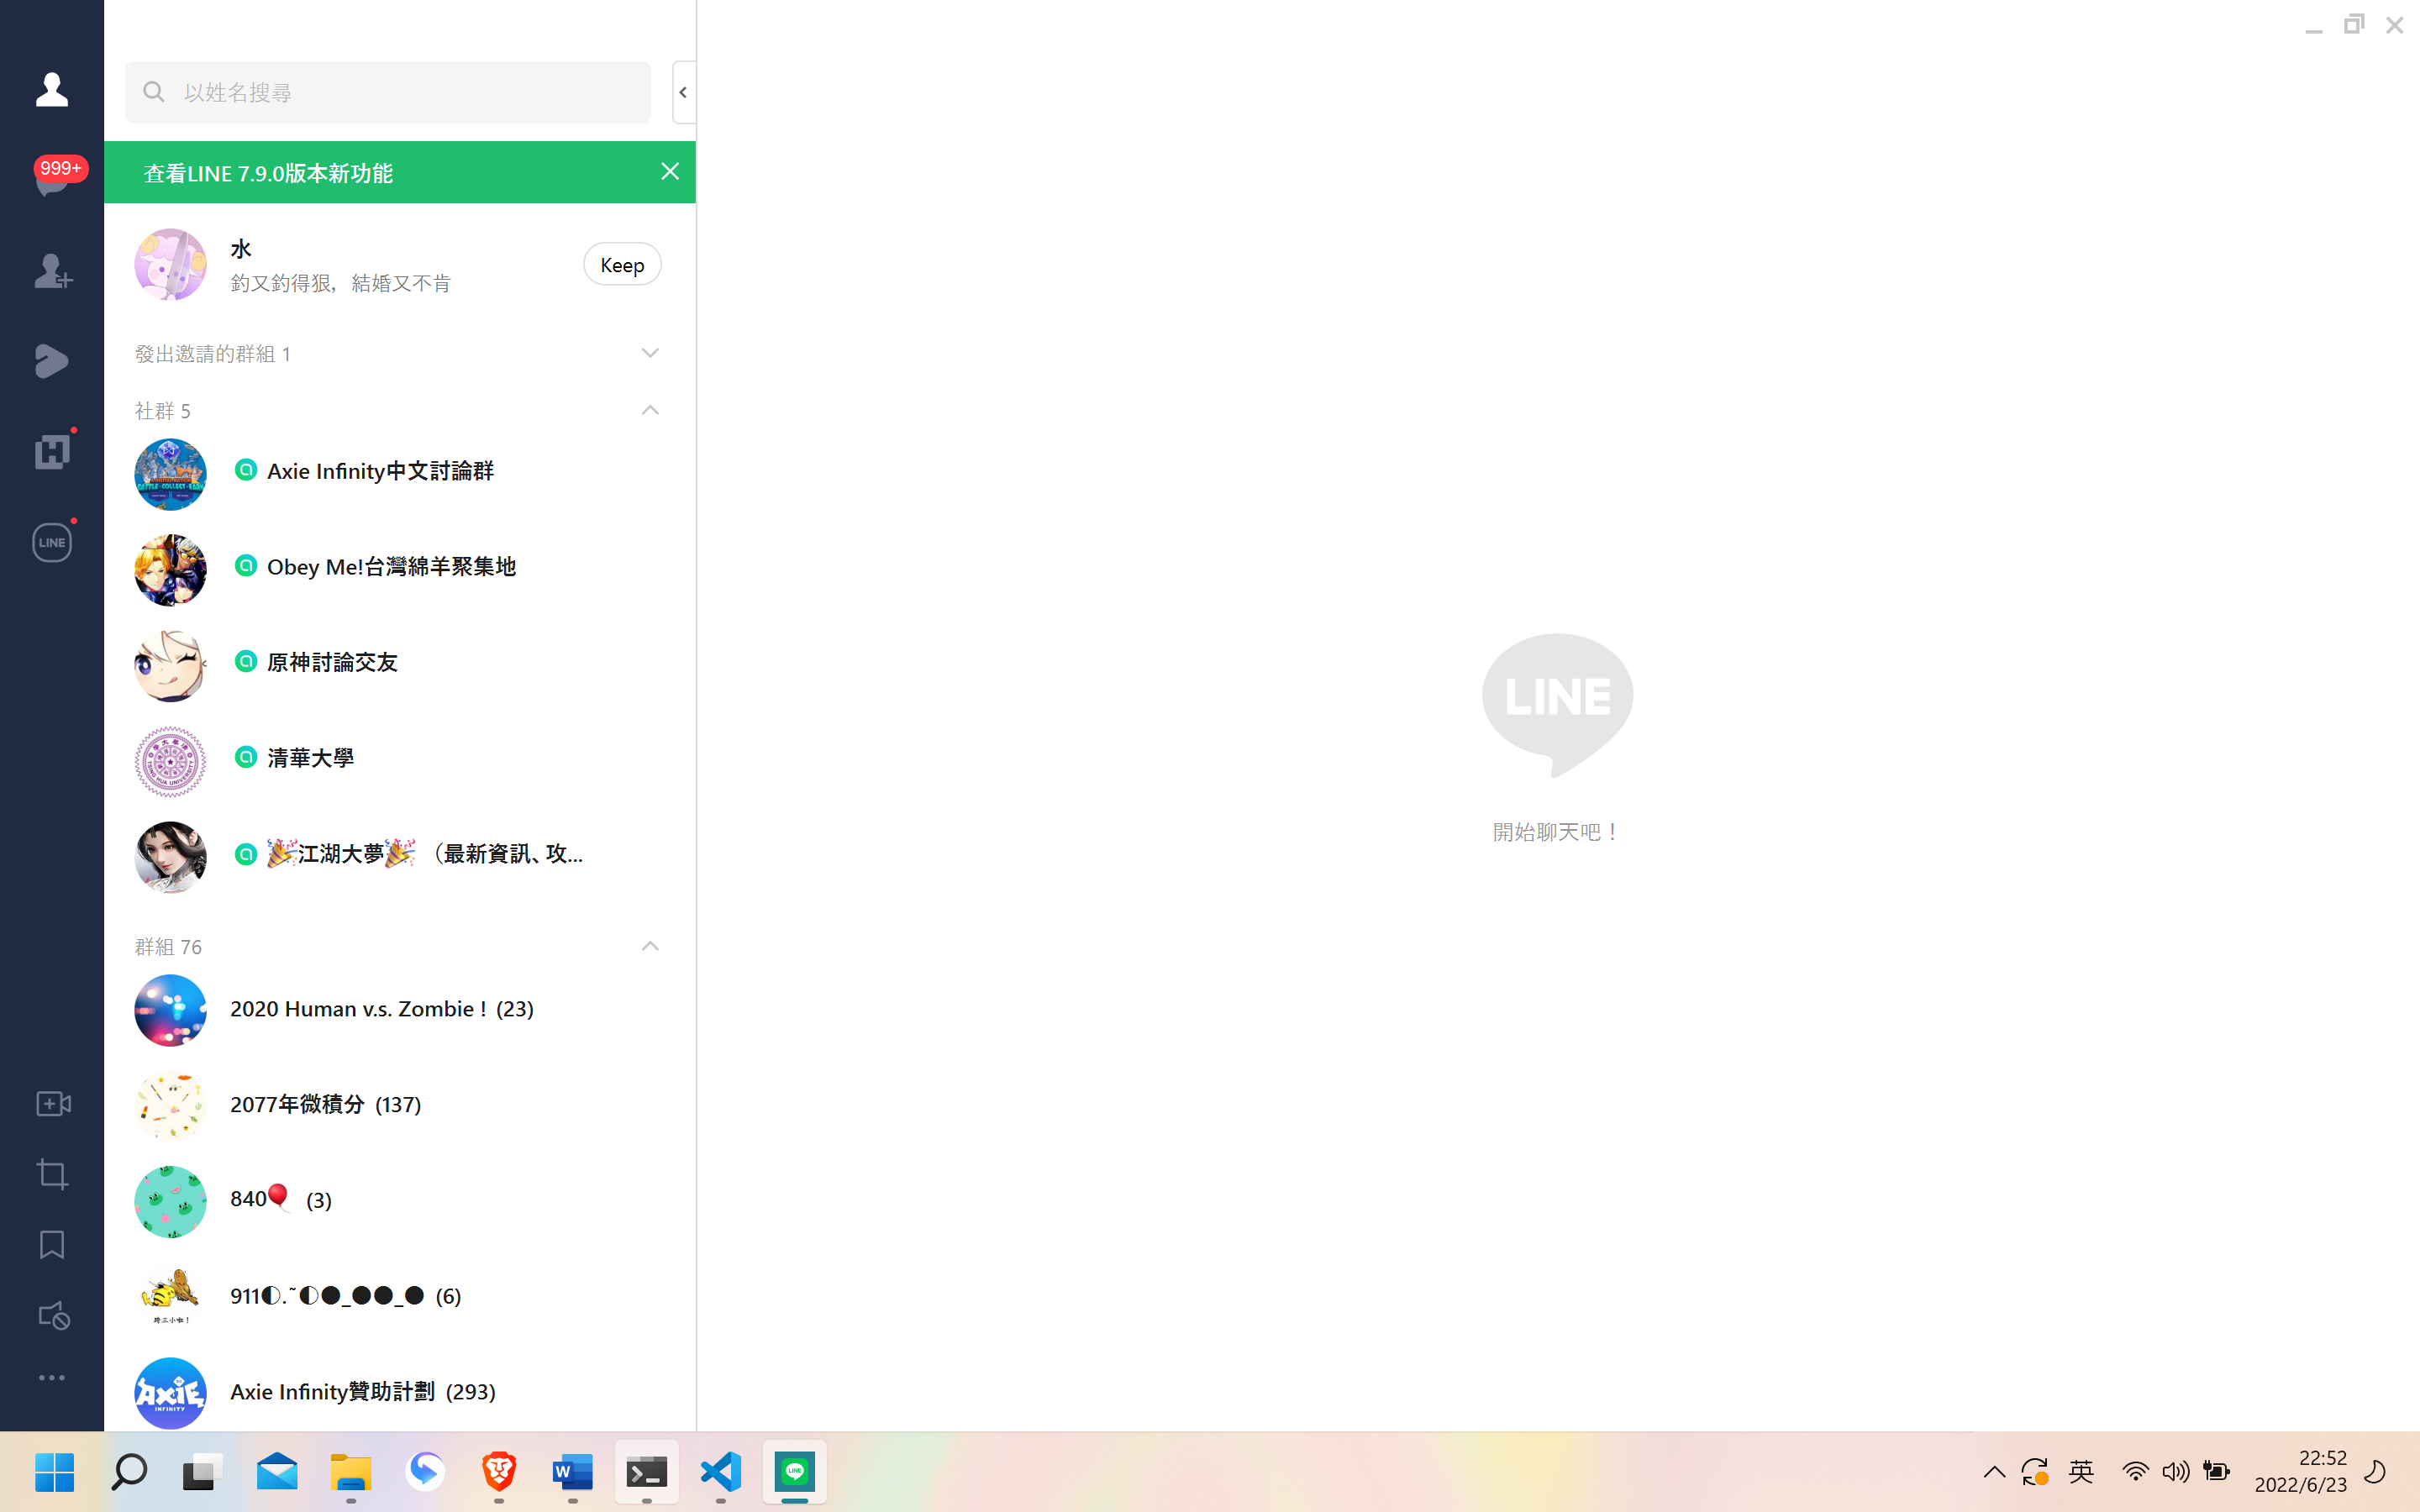 以姓名搜尋
999+
查看LINE 7.9.0版本新功能
水
釣又釣得狠，結婚又不肯
Keep
發出邀請的群組 1
社群 5
Axie Infinity中文討論群
Obey Me!台灣綿羊聚集地
原神討論交友
LINE
清華大學
🎉江湖大夢🎉（最新資訊、攻...
群組 76
2020 Human v.s. Zombie ! (23)
2077年微積分 (137)
840🎈 (3)
911◐.˜◐●_●●_● (6)
Axie Infinity贊助計劃 (293)
LINE
開始聊天吧！
英
22:52
2022/6/23